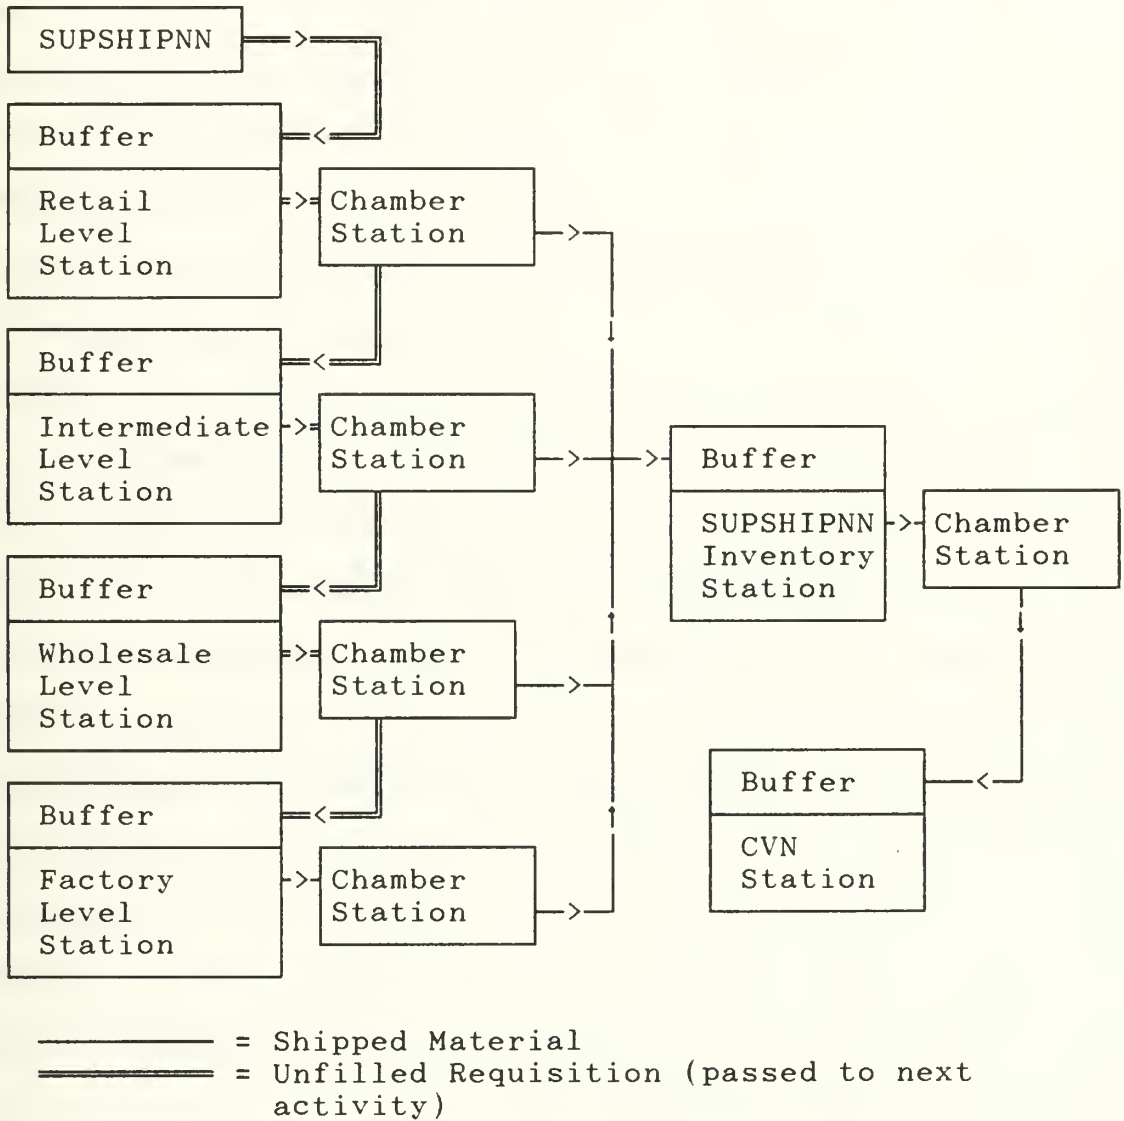 SUPSHIPNN
Buffer
Retail
Level
Station
Chamber
Station
Buffer
Intermediate
Level
Station
Chamber
Station
Buffer
Wholesale
Level
Station
Chamber
Station
Buffer
Factory
Level
Station
Chamber
Station
Buffer
SUPSHIPNN
Inventory
Station
Chamber
Station
Buffer
CVN
Station
= Shipped Material
= Unfilled Requisition (passed to next
activity)